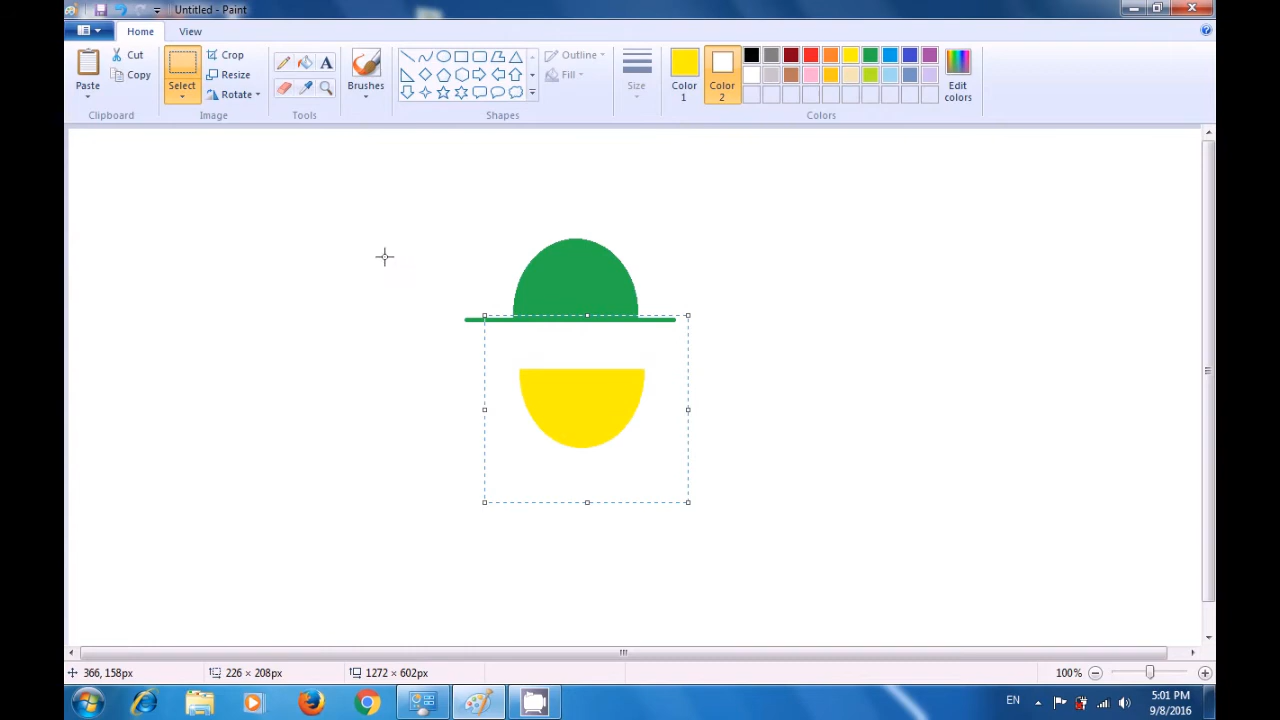 Untitled - Paint
Home View
Paste
Cut
Copy
Clipboard
Select
Crop
Resize
Rotate
Image
A
Tools
Brushes
Shapes
Outline
Fill
Size
Color 1
Color 2
Edit colors
Colors
366, 158px
226 × 208px
1272 × 602px
100%
EN
5:01 PM
9/8/2016